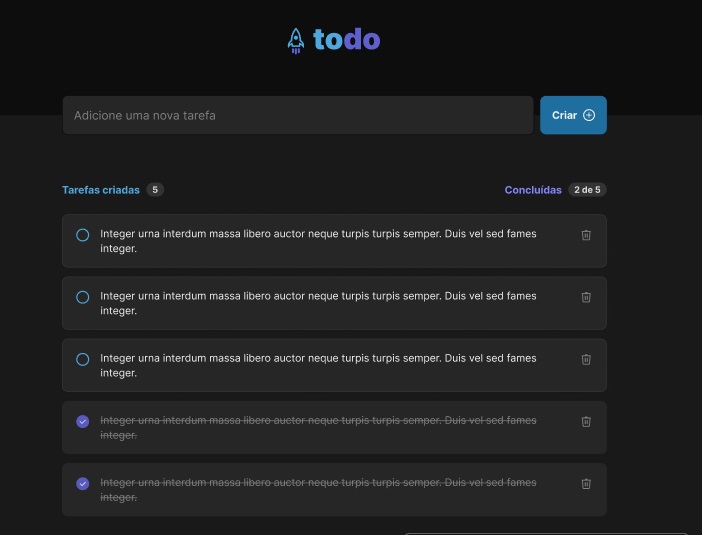 todo
Adicione uma nova tarefa
Criar
Tarefas criadas 5
Concluídas 2 de 5
Integer urna interdum massa libero auctor neque turpis turpis semper. Duis vel sed fames
integer.
Integer urna interdum massa libero auctor neque turpis turpis semper. Duis vel sed fames
integer.
Integer urna interdum massa libero auctor neque turpis turpis semper. Duis vel sed fames
integer.
Integer urna interdum massa libero auctor neque turpis turpis semper. Duis vel sed fames
integer.
Integer urna interdum massa libero auctor neque turpis turpis semper. Duis vel sed fames
integer.